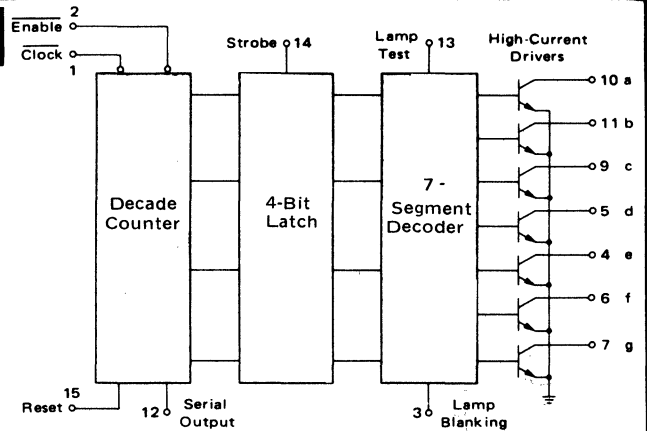 2
Enable
Clock
1
Strobe 14
Lamp
Test
13
High-Current
Drivers
10 a
11 b
9 c
5 d
4 e
6 f
7 g
Decade
Counter
4-Bit
Latch
7 -
Segment
Decoder
15
Reset
12
Serial
Output
3
Lamp
Blanking